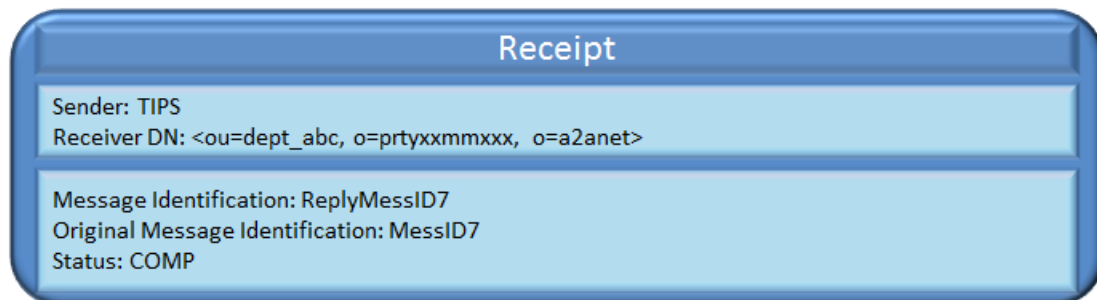 Receipt
Sender: TIPS
Receiver DN: <ou=dept_abc, o=prtyxxmmxxx, o=a2anet>
Message Identification: ReplyMessID7
Original Message Identification: MessID7
Status: COMP